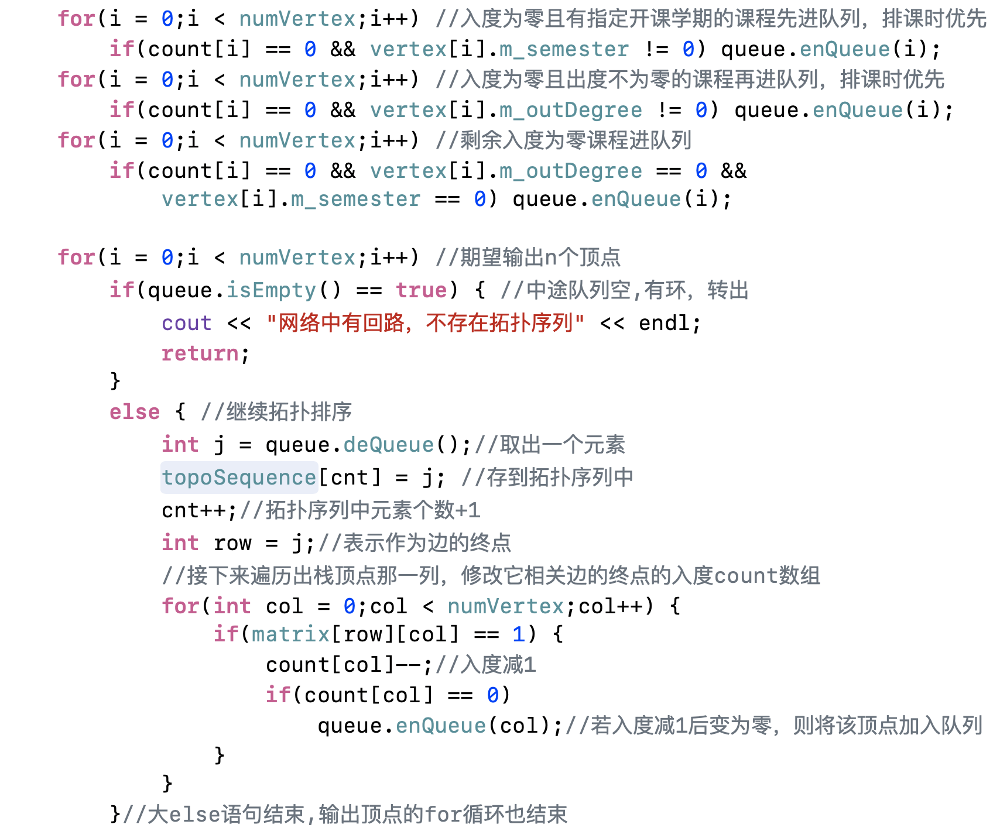 for(i = 0;i < numVertex;i++) //入度为零且有指定开课学期的课程先进队列，排课时优先
if(count[i] == 0 && vertex[i].m_semester != 0) queue.enQueue(i);
for(i = 0;i < numVertex;i++) //入度为零且出度不为零的课程再进队列，排课时优先
if(count[i] == 0 && vertex[i].m_outDegree != 0) queue.enQueue(i);
for(i = 0;i < numVertex;i++) //剩余入度为零课程进队列
if(count[i] == 0 && vertex[i].m_outDegree == 0 &&
vertex[i].m_semester == 0) queue.enQueue(i);
for(i = 0;i < numVertex;i++) //期望输出n个顶点
if(queue.isEmpty() == true) { //中途队列空,有环，转出
cout << "网络中有回路，不存在拓扑序列" << endl;
return;
}
else { //继续拓扑排序
int j = queue.deQueue();//取出一个元素
topoSequence[cnt] = j; //存到拓扑序列中
cnt++;//拓扑序列中元素个数+1
int row = j;//表示作为边的终点
//接下来遍历出栈顶点那一列，修改它相关边的终点的入度count数组
for(int col = 0;col < numVertex;col++) {
if(matrix[row][col] == 1) {
count[col]--;//入度减1
if(count[col] == 0)
queue.enQueue(col);//若入度减1后变为零，则将该顶点加入队列
}
}
}//大else语句结束,输出顶点的for循环也结束